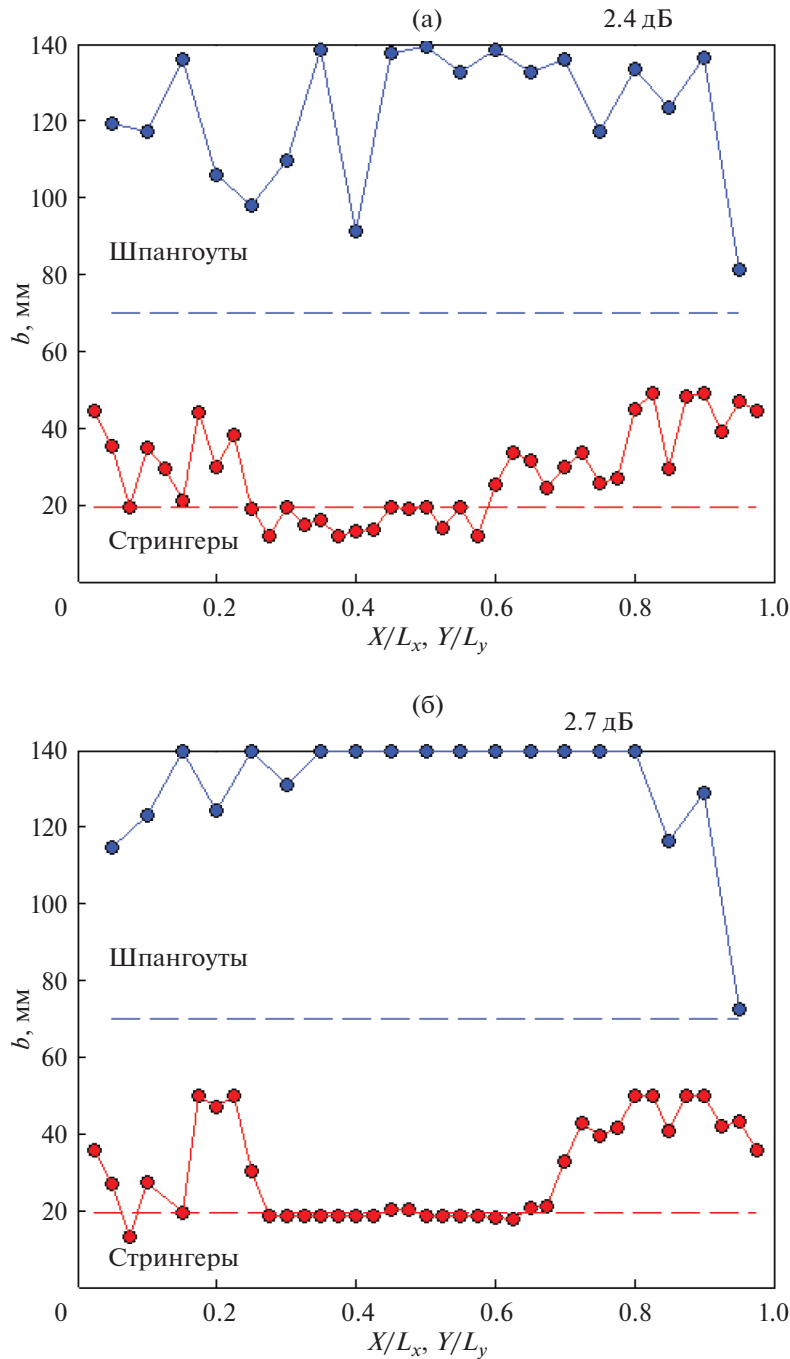 (а)
2.4 дБ
140
120
100
80
60
40
20
0
b, мм
Шпангоуты
Стрингеры
0.2
0.4
0.6
0.8
1.0
X/Lx, Y/Ly
(б)
2.7 дБ
140
120
100
80
60
40
20
0
b, мм
Шпангоуты
Стрингеры
0.2
0.4
0.6
0.8
1.0
X/Lx, Y/Ly